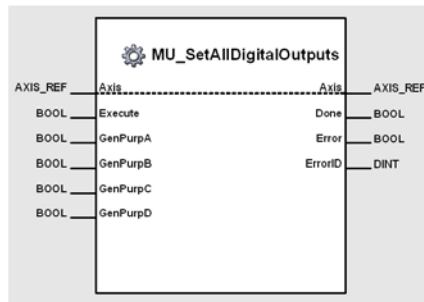 MU_SetAllDigitalOutputs
AXIS_REF Axis Axis AXIS_REF
BOOL Execute Done BOOL
BOOL GenPurpA Error BOOL
BOOL GenPurpB ErrorID DINT
BOOL GenPurpC
BOOL GenPurpD